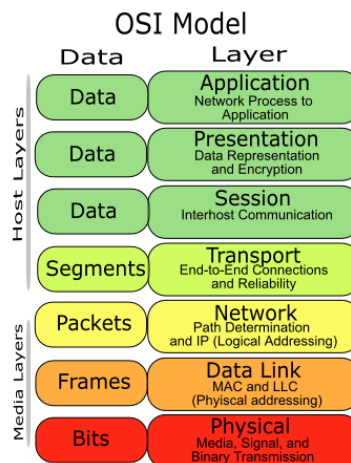 OSI Model
Data Layer
Host Layers
Data
Application
Network Process to
Application
Data
Presentation
Data Representation
and Encryption
Data
Session
Interhost Communication
Segments
Transport
End-to-End Connections
and Reliability
Media Layers
Packets
Network
Path Determination
and IP (Logical Addressing)
Frames
Data Link
MAC and LLC
(Phyiscal addressing)
Bits
Physical
Media, Signal, and
Binary Transmission